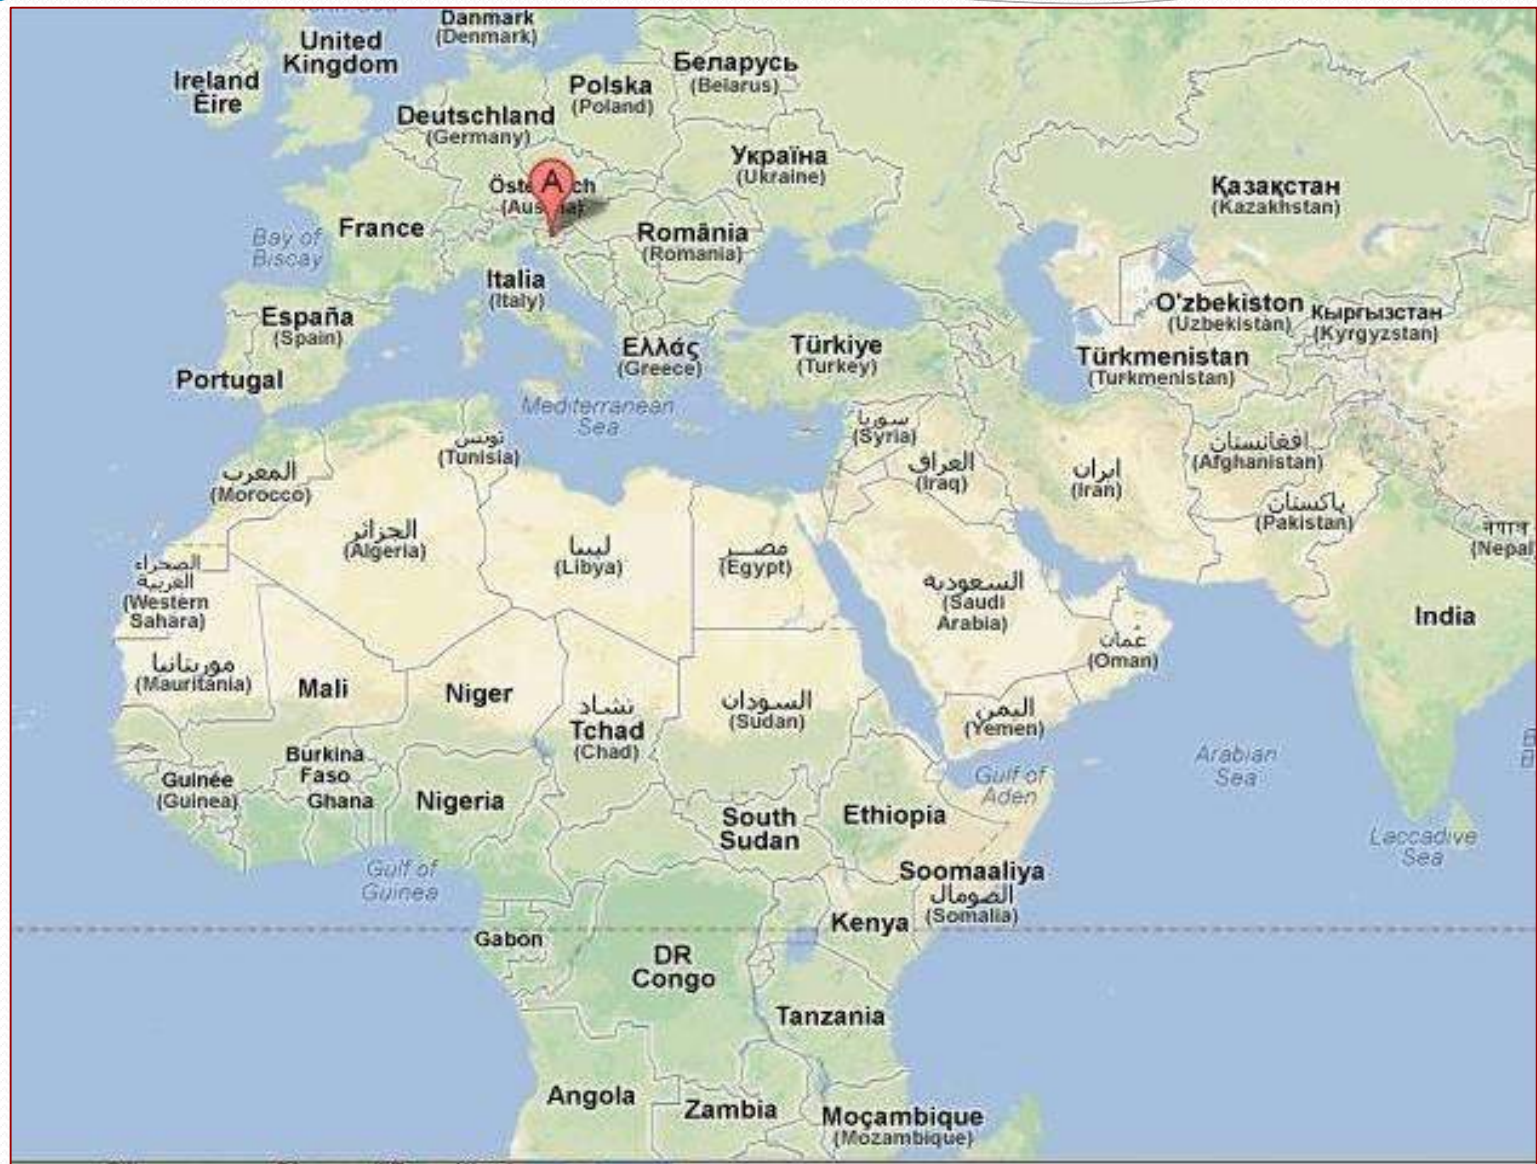 Danmark
(Denmark)
United
Kingdom
Ireland
Éire
Беларусь
(Belarus)
Polska
(Poland)
Deutschland
(Germany)
Україна
(Ukraine)
A
Қазақстан
(Kazakhstan)
France
Bay of
Biscay
România
(Romania)
Italia
(Italy)
España
(Spain)
Portugal
O'zbekiston
(Uzbekistan)
Кыргызстан
(Kyrgyzstan)
Ελλάς
(Greece)
Türkiye
(Turkey)
Türkmenistan
(Turkmenistan)
Mediterranean
Sea
سوريا
(Syria)
تونس
(Tunisia)
المغرب
(Morocco)
العراق
(Iraq)
ايران
(Iran)
افغانستان
(Afghanistan)
پاکستان
(Pakistan)
(Nepal
الجزائر
(Algeria)
ليبيا
(Libya)
مصر
(Egypt)
الصحراء
العربية
(Western
Sahara)
السعودية
(Saudi
Arabia)
India
عُمان
(Oman)
موريتانيا
(Mauritania)
Mali
Niger
تشاد
Tchad
(Chad)
السودان
(Sudan)
اليمن
(Yemen)
Arabian
Sea
Burkina
Faso
Guinée
(Guinea)
Ghana
Nigeria
Gulf of
Aden
South
Sudan
Ethiopia
Laccadive
Sea
Gulf of
Guinea
Soomaaliya
الصومال
(Somalia)
Kenya
Gabon
DR
Congo
Tanzania
Angola
Zambia
Moçambique
(Mozambique)